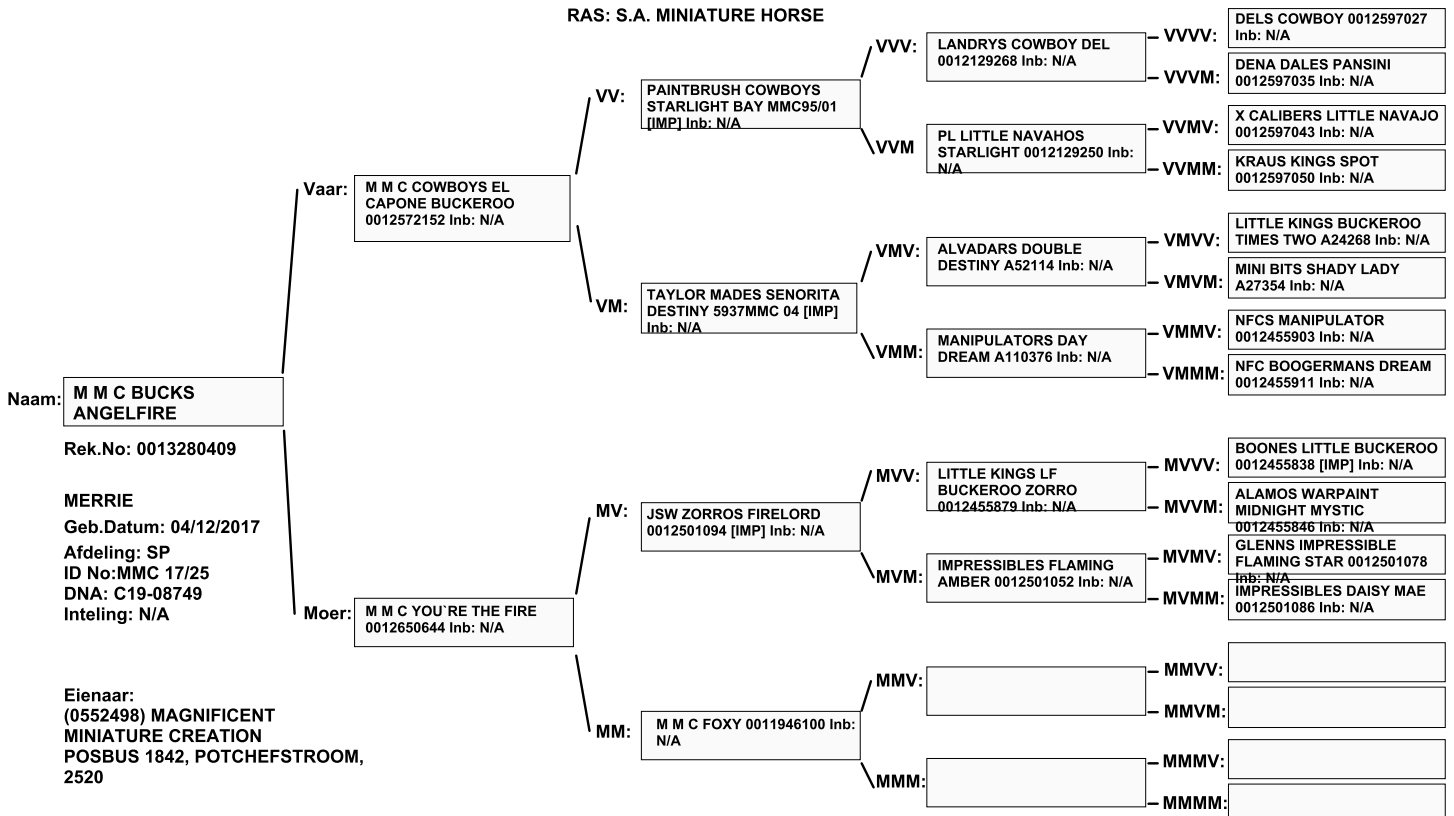 RAS: S.A. MINIATURE HORSE
Naam:
M M C BUCKS
ANGELFIRE
Rek.No: 0013280409
MERRIE
Geb.Datum: 04/12/2017
Afdeling: SP
ID No:MMC 17/25
DNA: C19-08749
Inteling: N/A
Eienaar:
(0552498) MAGNIFICENT
MINIATURE CREATION
POSBUS 1842, POTCHEFSTROOM,
2520
Vaar:
M M C COWBOYS EL
CAPONE BUCKEROO
0012572152 Inb: N/A
Moer:
M M C YOU`RE THE FIRE
0012650644 Inb: N/A
VV:
PAINTBRUSH COWBOYS
STARLIGHT BAY MMC95/01
[IMP] Inb: N/A
VM:
TAYLOR MADES SENORITA
DESTINY 5937MMC 04 [IMP]
Inb: N/A
MV:
JSW ZORROS FIRELORD
0012501094 [IMP] Inb: N/A
MM:
M M C FOXY 0011946100 Inb:
N/A
VVV:
LANDRYS COWBOY DEL
0012129268 Inb: N/A
VVM
PL LITTLE NAVAHOS
STARLIGHT 0012129250 Inb:
N/A
VMV:
ALVADARS DOUBLE
DESTINY A52114 Inb: N/A
VMM:
MANIPULATORS DAY
DREAM A110376 Inb: N/A
MVV:
LITTLE KINGS LF
BUCKEROO ZORRO
0012455879 Inb: N/A
MVM:
IMPRESSIBLES FLAMING
AMBER 0012501052 Inb: N/A
MMV:
MMM:
VVVV:
DELS COWBOY 0012597027
Inb: N/A
VVVM:
DENA DALES PANSINI
0012597035 Inb: N/A
VVMV:
X CALIBERS LITTLE NAVAJO
0012597043 Inb: N/A
VVMM:
KRAUS KINGS SPOT
0012597050 Inb: N/A
VMVV:
LITTLE KINGS BUCKEROO
TIMES TWO A24268 Inb: N/A
VMVM:
MINI BITS SHADY LADY
A27354 Inb: N/A
VMMV:
NFCS MANIPULATOR
0012455903 Inb: N/A
VMMM:
NFC BOOGERMANS DREAM
0012455911 Inb: N/A
MVVV:
BOONES LITTLE BUCKEROO
0012455838 [IMP] Inb: N/A
MVVM:
ALAMOS WARPAINT
MIDNIGHT MYSTIC
0012455846 Inb: N/A
MVMV:
GLENNS IMPRESSIBLE
FLAMING STAR 0012501078
Inb: N/A
MVMM:
IMPRESSIBLES DAISY MAE
0012501086 Inb: N/A
MMVV:
MMVM:
MMMV:
MMMM: